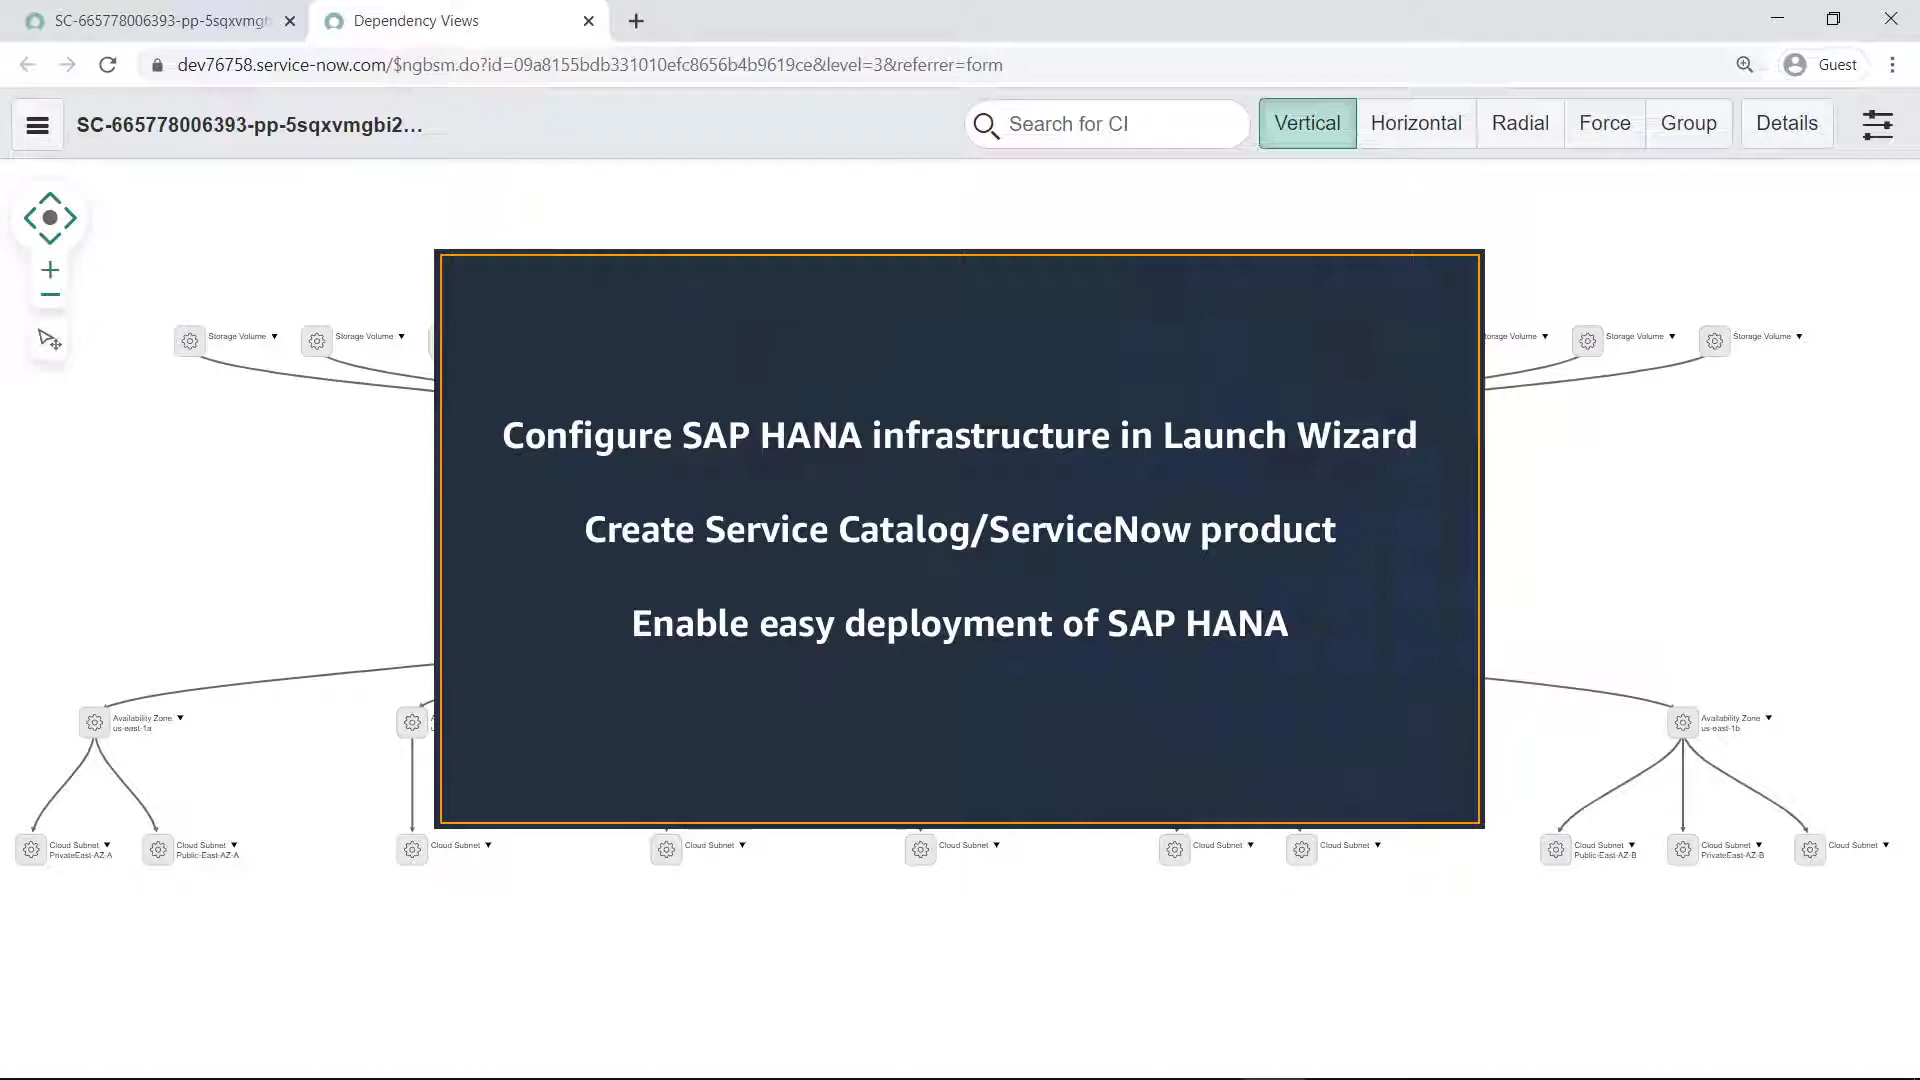 SC-665778006393-pp-5sqxvmgb
Dependency Views
dev76758.service-now.com/$ngbsm.do?id=09a8155bdb331010efc8656b4b9619ce&level=3&referrer=form
Guest
SC-665778006393-pp-5sqxvmgbi2...
Search for CI
Vertical
Horizontal
Radial
Force
Group
Details
Storage Volume
Storage Volume
Storage Volume
Storage Volume
Storage Volume
Configure SAP HANA infrastructure in Launch Wizard
Create Service Catalog/ServiceNow product
Enable easy deployment of SAP HANA
Availability Zone
us-east-1a
Availability Zone
us-east-1b
Cloud Subnet
PrivateEast-AZ-A
Cloud Subnet
Public-East-AZ-A
Cloud Subnet
Cloud Subnet
Cloud Subnet
Cloud Subnet
Cloud Subnet
Cloud Subnet
Public-East-AZ-B
Cloud Subnet
PrivateEast-AZ-B
Cloud Subnet